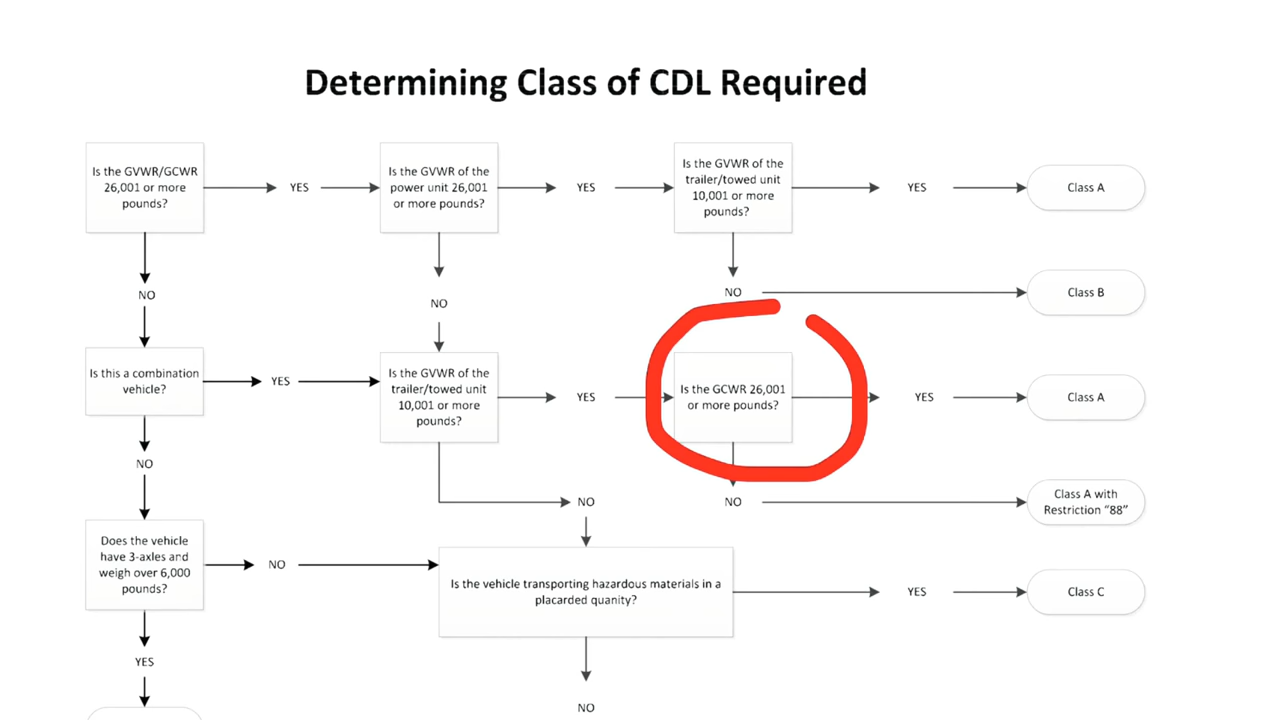 Determining Class of CDL Required
Is the GVWR/GCWR
26,001 or more
pounds?
YES
Is the GVWR of the
power unit 26,001
or more pounds?
YES
Is the GVWR of the
trailer/towed unit
10,001 or more
pounds?
YES
Class A
NO
NO
NO
Class B
Is this a combination
vehicle?
YES
Is the GVWR of the
trailer/towed unit
10,001 or more
pounds?
YES
Is the GCWR 26,001
or more pounds?
YES
Class A
NO
NO
NO
Class A with
Restriction "88"
Does the vehicle
have 3-axles and
weigh over 6,000
pounds?
NO
Is the vehicle transporting hazardous materials in a
placarded quanity?
YES
Class C
YES
NO